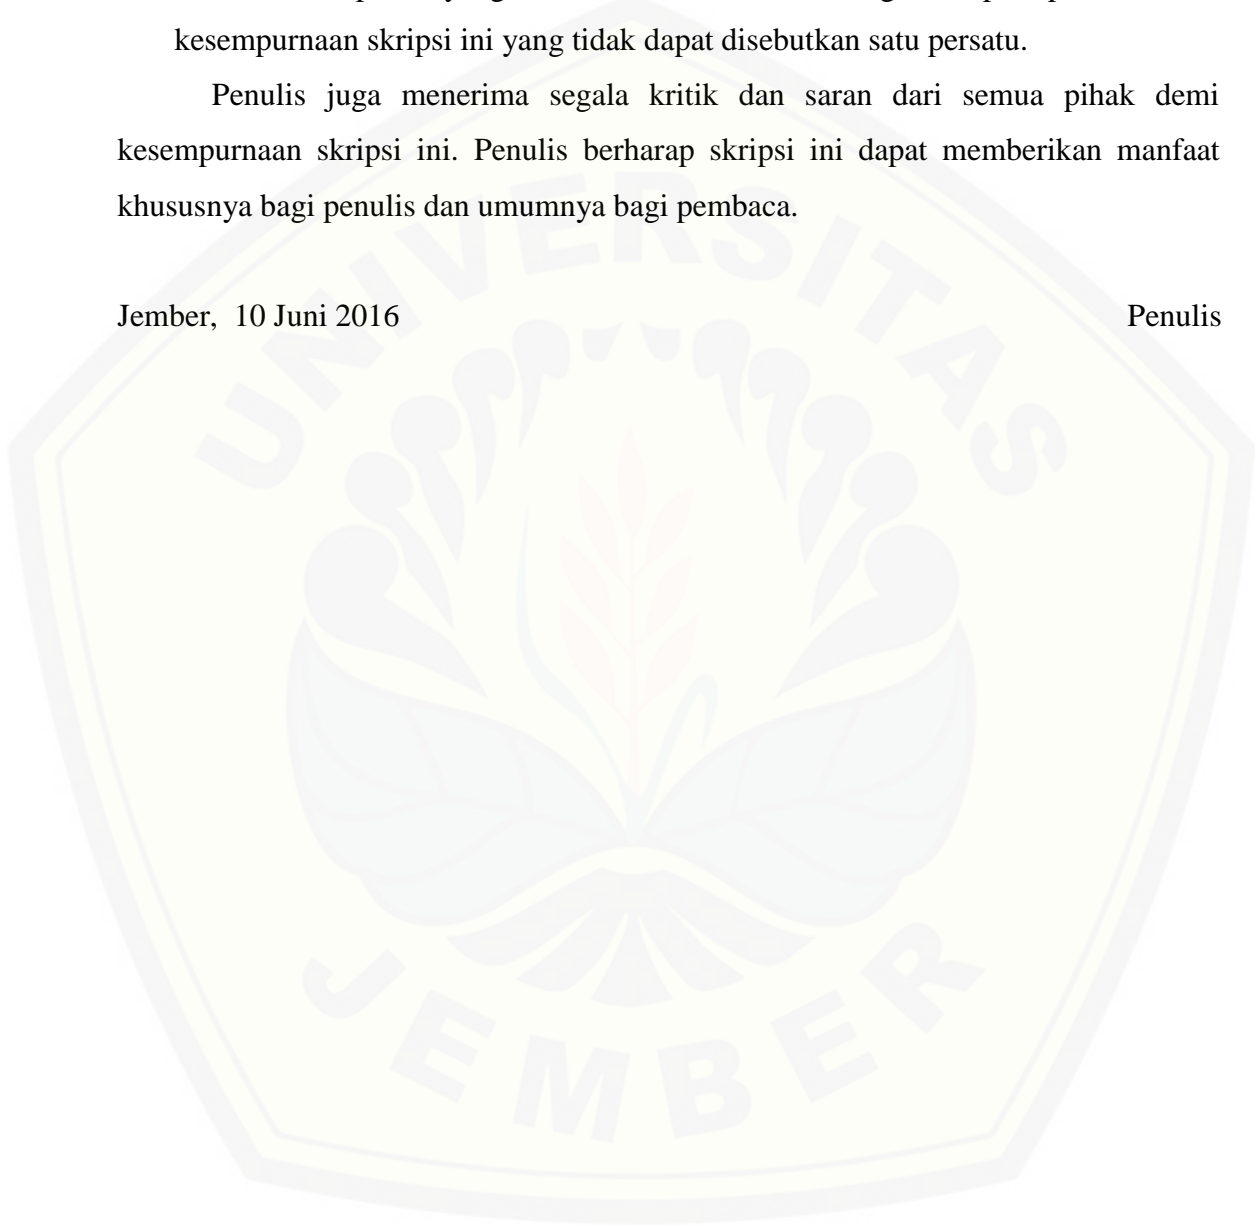 kesempurnaan skripsi ini yang tidak dapat disebutkan satu persatu.
Penulis juga menerima segala kritik dan saran dari semua pihak demi
kesempurnaan skripsi ini. Penulis berharap skripsi ini dapat memberikan manfaat
khususnya bagi penulis dan umumnya bagi pembaca.
Jember, 10 Juni 2016 Penulis
UNIVERSITAS
JEMBER